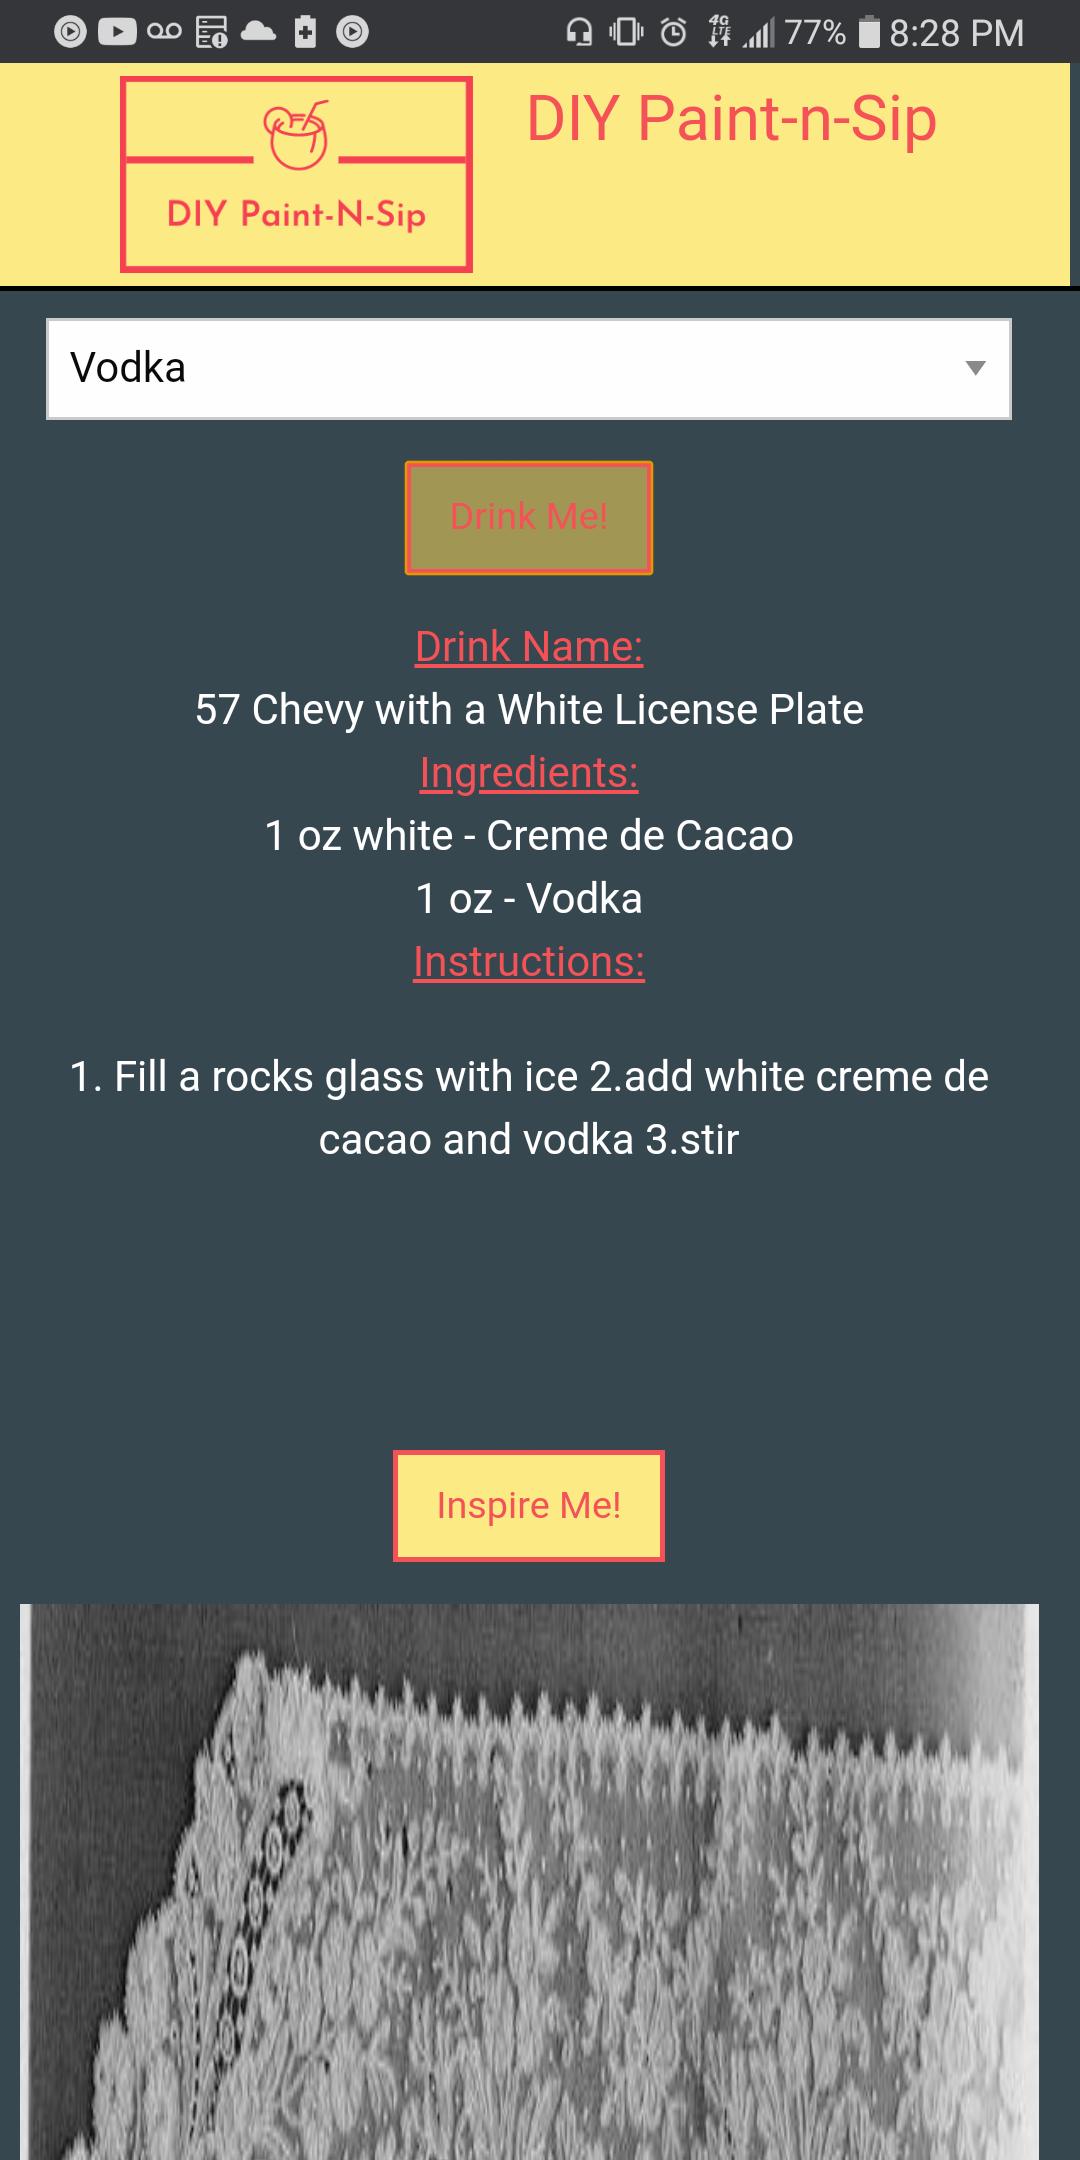 4G LTE 77% 8:28 PM
DIY Paint-n-Sip
DIY Paint-N-Sip
Vodka
Drink Me!
Drink Name:
57 Chevy with a White License Plate
Ingredients:
1 oz white - Creme de Cacao
1 oz - Vodka
Instructions:
1. Fill a rocks glass with ice 2.add white creme de
cacao and vodka 3.stir
Inspire Me!